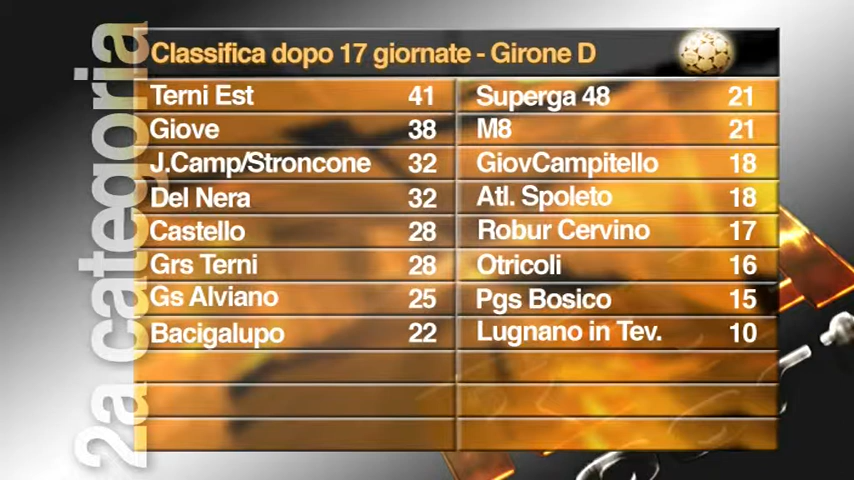 2a categoria
Classifica dopo 17 giornate - Girone D
Terni Est 41
Giove 38
J.Camp/Stroncone 32
Del Nera 32
Castello 28
Grs Terni 28
Gs Alviano 25
Bacigalupo 22
Superga 48 21
M8 21
GiovCampitello 18
Atl. Spoleto 18
Robur Cervino 17
Otricoli 16
Pgs Bosico 15
Lugnano in Tev. 10